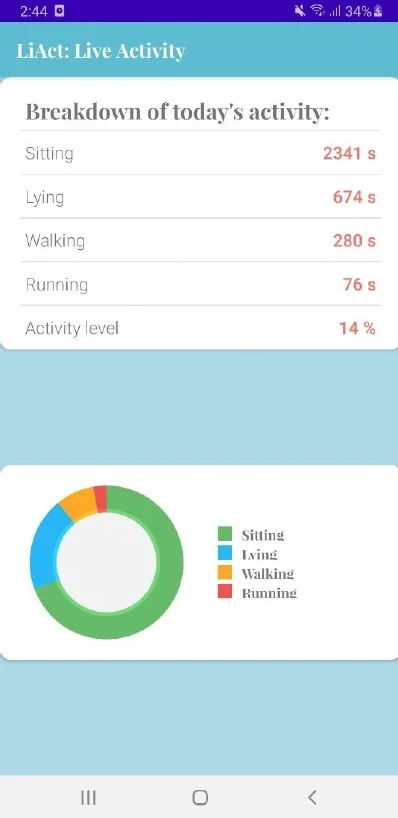 2:44 34%
LiAct: Live Activity
Breakdown of today's activity:
Sitting 2341 s
Lying 674 s
Walking 280 s
Running 76 s
Activity level 14 %
Sitting
Lying
Walking
Running